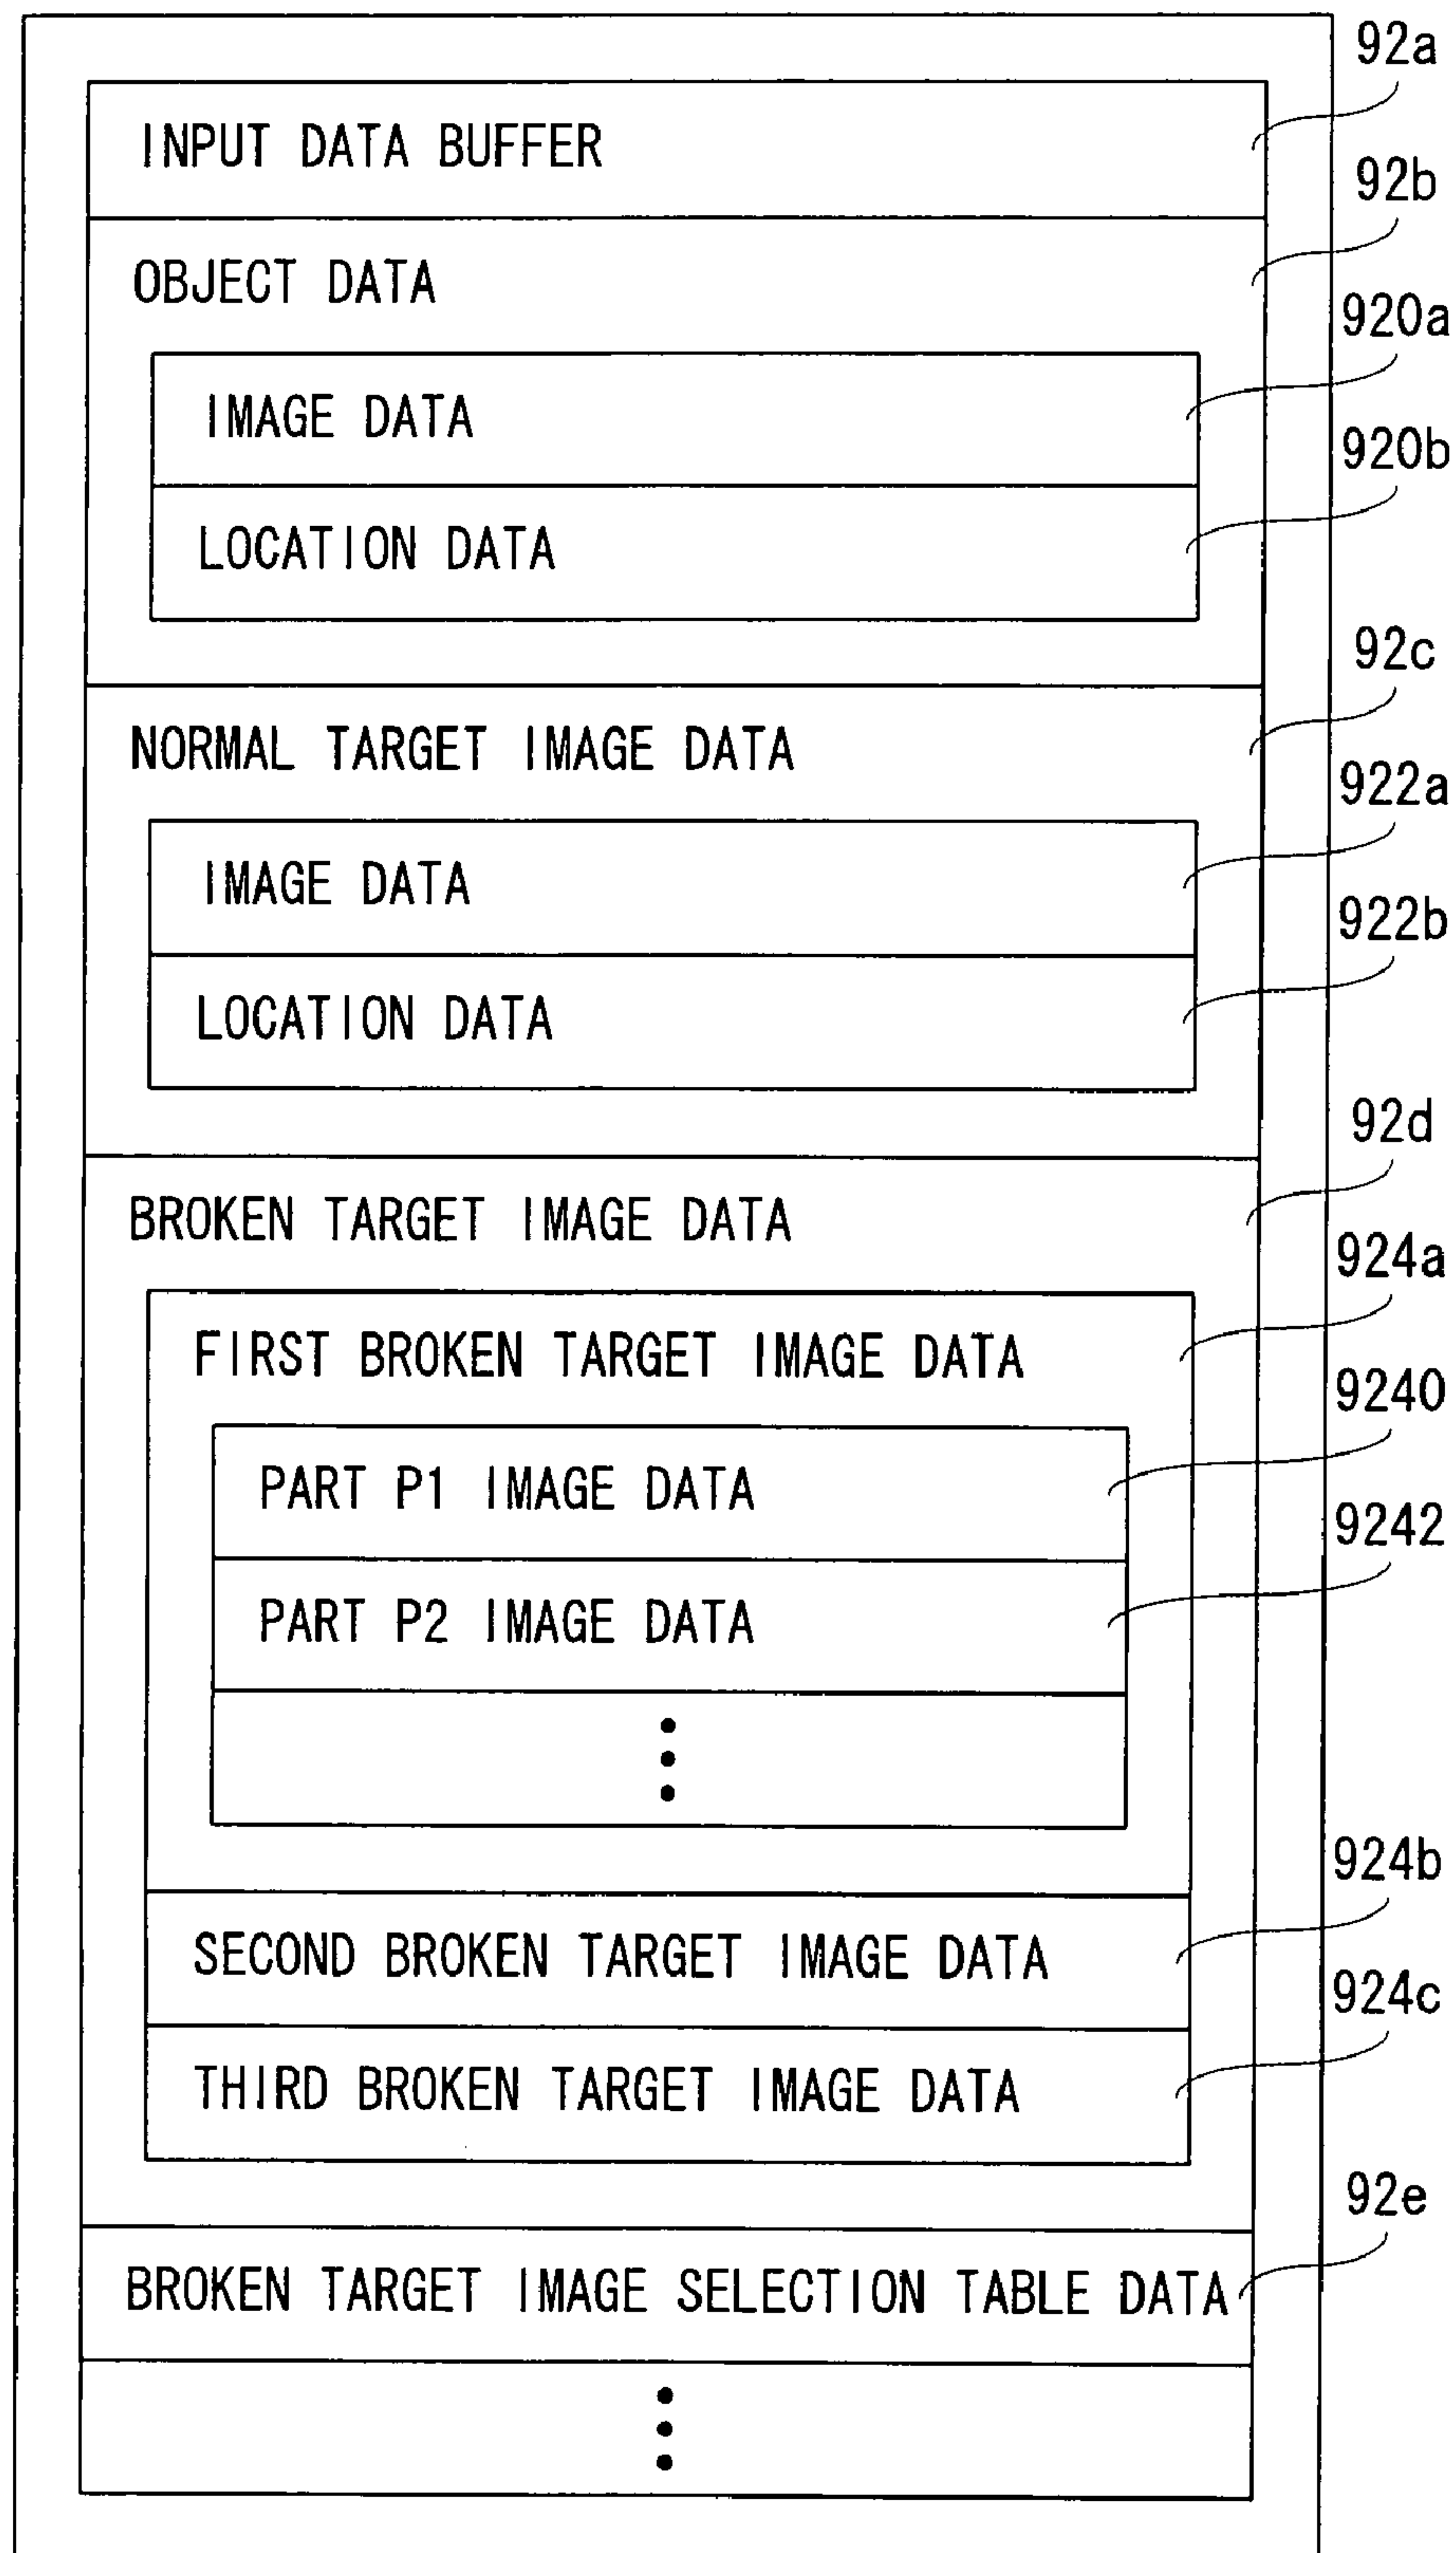 92a
INPUT DATA BUFFER
92b
OBJECT DATA
920a
IMAGE DATA
920b
LOCATION DATA
92c
NORMAL TARGET IMAGE DATA
922a
IMAGE DATA
922b
LOCATION DATA
92d
BROKEN TARGET IMAGE DATA
924a
FIRST BROKEN TARGET IMAGE DATA
9240
PART P1 IMAGE DATA
9242
PART P2 IMAGE DATA
924b
SECOND BROKEN TARGET IMAGE DATA
924c
THIRD BROKEN TARGET IMAGE DATA
92e
BROKEN TARGET IMAGE SELECTION TABLE DATA